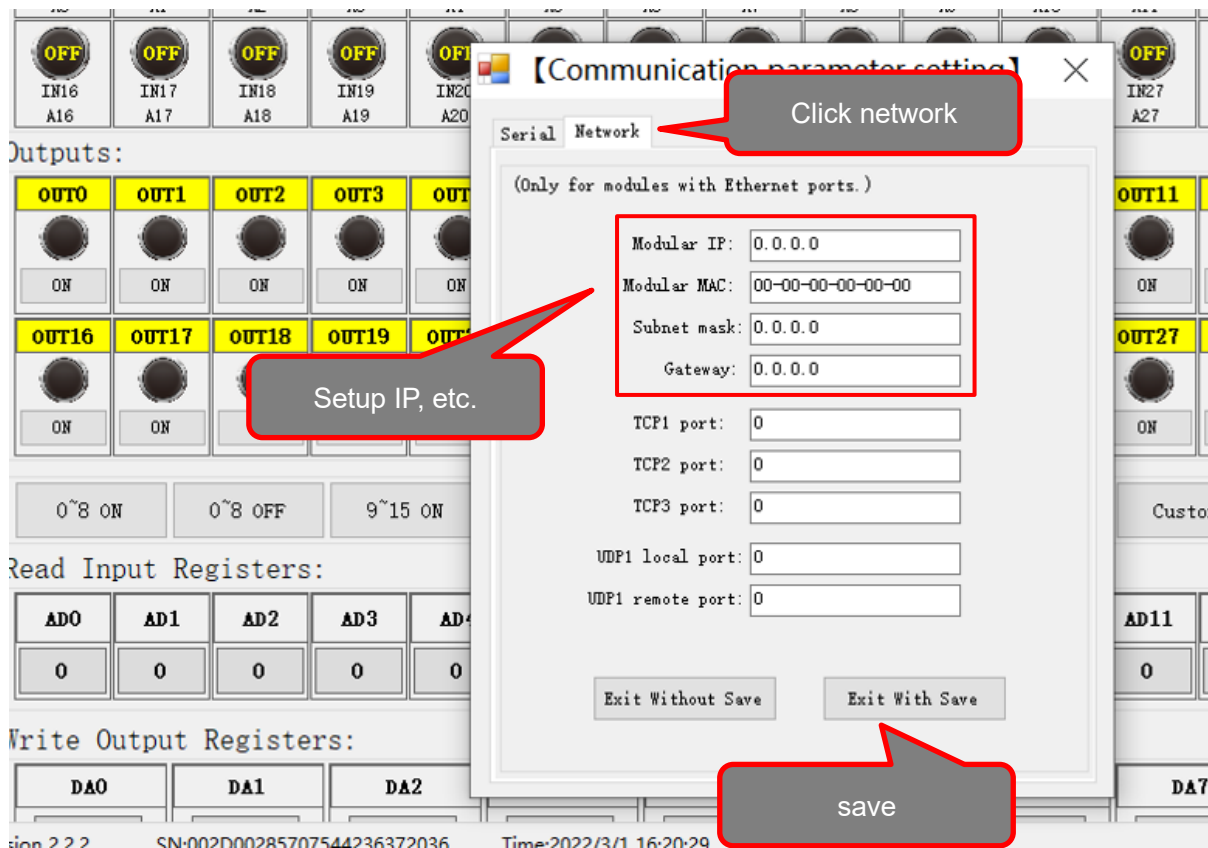 OFF OFF OFF OFF
IN16 IN17 IN18 IN19
A16 A17 A18 A19 A20
OFF
IN27
A27
Outputs:
OUT0 OUT1 OUT2 OUT3
ON ON ON ON ON
OUT16 OUT17 OUT18 OUT19
ON ON
0~8 ON 0~8 OFF 9~15 ON
Read Input Registers:
AD0 AD1 AD2 AD3
0 0 0 0 0
Write Output Registers:
DA0 DA1 DA2
2.2.2 SN:002D00285707544236372036 Time:2022/3/1 16:20:29
【Communication parameter setting】
Click network
Serial Network
(Only for modules with Ethernet ports.)
Modular IP: 0.0.0.0
Modular MAC: 00-00-00-00-00-00
Subnet mask: 0.0.0.0
Gateway: 0.0.0.0
Setup IP, etc.
TCP1 port: 0
TCP2 port: 0
TCP3 port: 0
UDP1 local port: 0
UDP1 remote port: 0
Exit Without Save Exit With Save
save
OUT11
ON
OUT27
ON
AD11
0
DA7